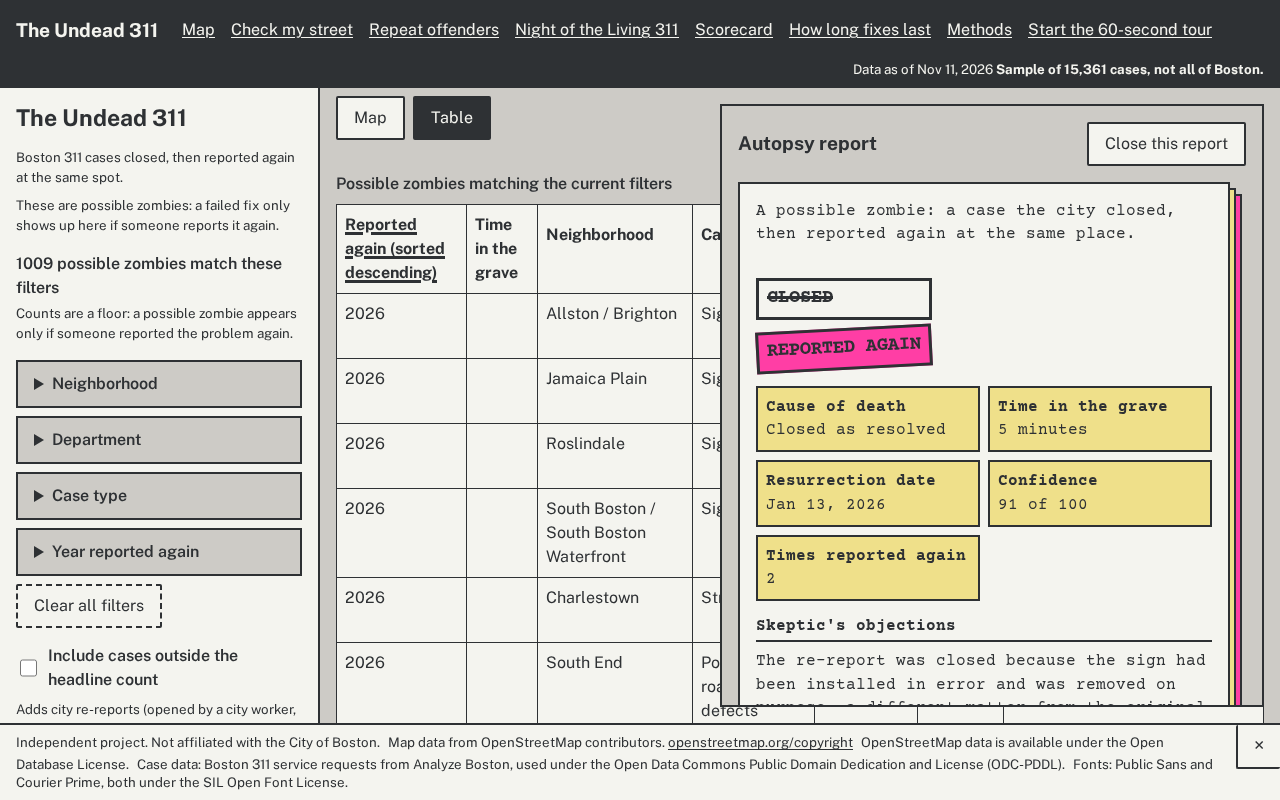 The Undead 311
Map
Check my street
Repeat offenders
Night of the Living 311
Scorecard
How long fixes last
Methods
Start the 60-second tour
Data as of Nov 11, 2026 Sample of 15,361 cases, not all of Boston.
The Undead 311
Boston 311 cases closed, then reported again
at the same spot.
These are possible zombies: a failed fix only
shows up here if someone reports it again.
1009 possible zombies match these
filters
Counts are a floor: a possible zombie appears
only if someone reported the problem again.
Neighborhood
Department
Case type
Year reported again
Clear all filters
Include cases outside the
headline count
Adds city re-reports (opened by a city worker,
Map
Table
Possible zombies matching the current filters
Reported
again (sorted
descending)
Time
in the
grave
Neighborhood
2026
Allston / Brighton
2026
Jamaica Plain
2026
Roslindale
2026
South Boston /
South Boston
Waterfront
2026
Charlestown
2026
South End
defects
Autopsy report
Close this report
A possible zombie: a case the city closed,
then reported again at the same place.
CLOSED
REPORTED AGAIN
Cause of death
Closed as resolved
Time in the grave
5 minutes
Resurrection date
Jan 13, 2026
Confidence
91 of 100
Times reported again
2
Skeptic's objections
The re-report was closed because the sign had
been installed in error and was removed on
Independent project. Not affiliated with the City of Boston. Map data from OpenStreetMap contributors. openstreetmap.org/copyright OpenStreetMap data is available under the Open
Database License. Case data: Boston 311 service requests from Analyze Boston, used under the Open Data Commons Public Domain Dedication and License (ODC-PDDL). Fonts: Public Sans and
Courier Prime, both under the SIL Open Font License.
×